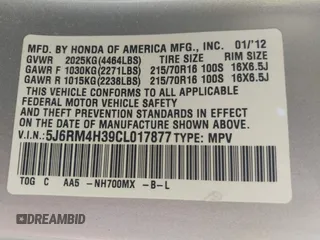 MFD. BY HONDA OF AMERICA MFG., INC. 01/'12
GVWR 2025KG(4464LBS) TIRE SIZE RIM SIZE
GAWR F 1030KG(2271LBS) 215/70R16 100S 16X6.5J
GAWR R 1015KG(2238LBS) 215/70R16 100S 16X6.5J
THIS VEHICLE CONFORMS TO ALL APPLICABLE
FEDERAL MOTOR VEHICLE SAFETY, BUMPER,
AND THEFT PREVENTION STANDARDS IN EFFECT ON
THE DATE OF MANUFACTURE SHOWN ABOVE.
V.I.N.: 5J6RM4H39CL017877 TYPE: MPV
TOG C AA5 -NH700MX -B-L
DREAMBID